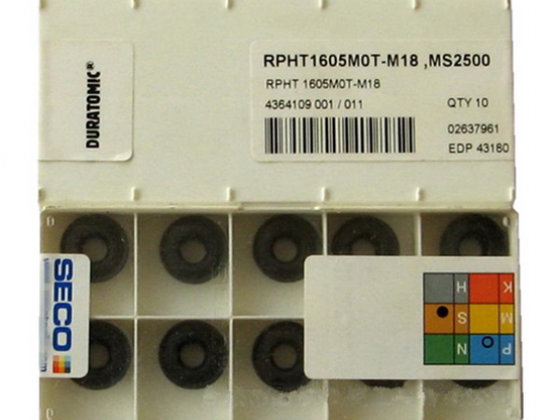 DURATOMIC®
RPHT1605M0T-M18 ,MS2500
RPHT 1605M0T-M18
4364109 001 / 011
QTY 10
02637961
EDP 43180
SECO
H K
S M
N P